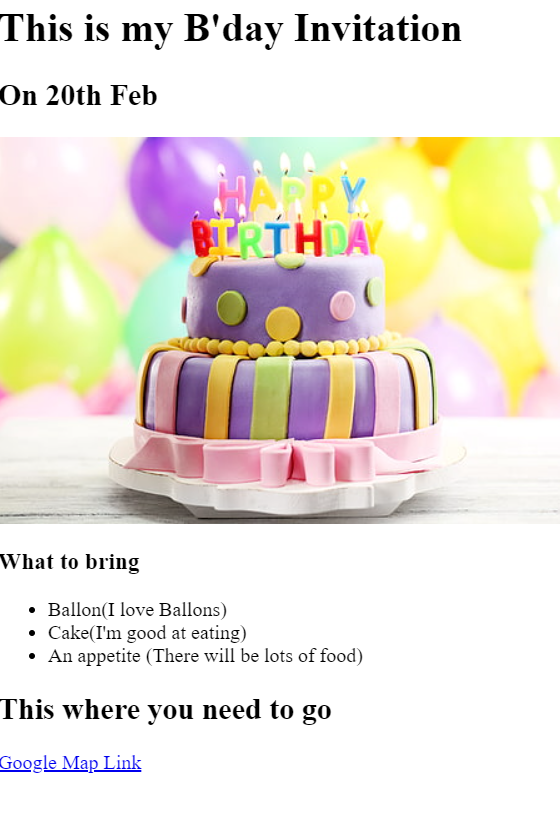 This is my B'day Invitation
On 20th Feb
HAPPY
BIRTHDAY
What to bring
Ballon(I love Ballons)
Cake(I'm good at eating)
An appetite (There will be lots of food)
This where you need to go
Google Map Link